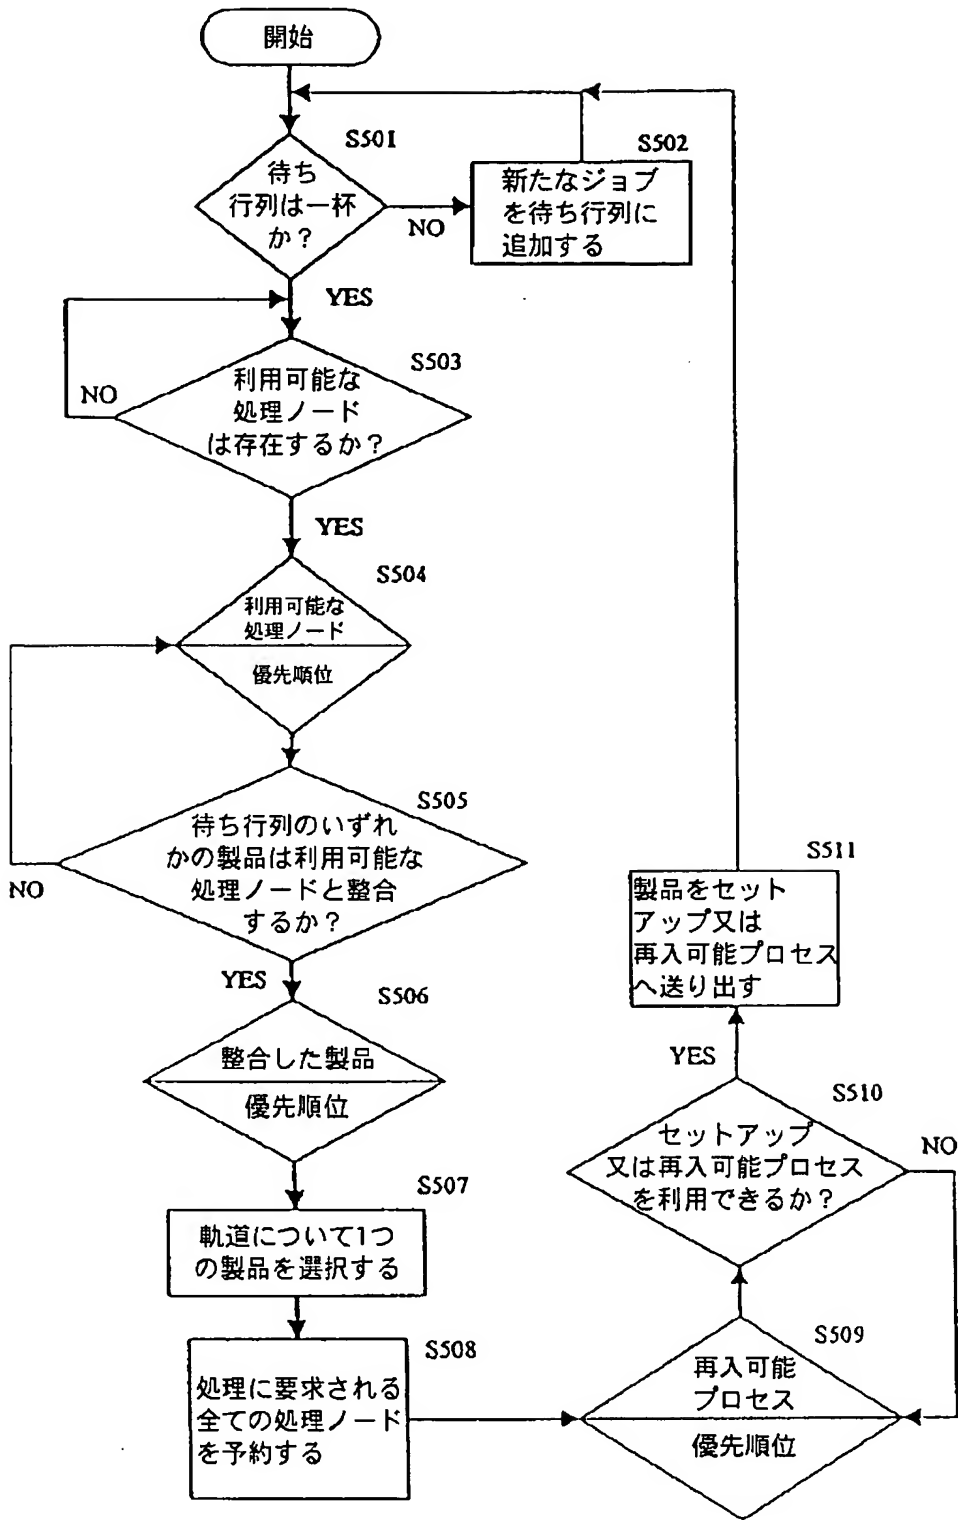 開始
S501
待ち
行列は一杯
か？
NO
S502
新たなジョブ
を待ち行列に
追加する
YES
S503
利用可能な
処理ノード
は存在するか？
NO
YES
S504
利用可能な
処理ノード
優先順位
S505
待ち行列のいずれ
かの製品は利用可能な
処理ノードと整合
するか？
NO
YES
S506
整合した製品
優先順位
S507
軌道について1つ
の製品を選択する
S508
処理に要求される
全ての処理ノード
を予約する
S509
再入可能
プロセス
優先順位
S510
セットアップ
又は再入可能プロセス
を利用できるか？
NO
YES
S511
製品をセット
アップ又は
再入可能プロセス
へ送り出す